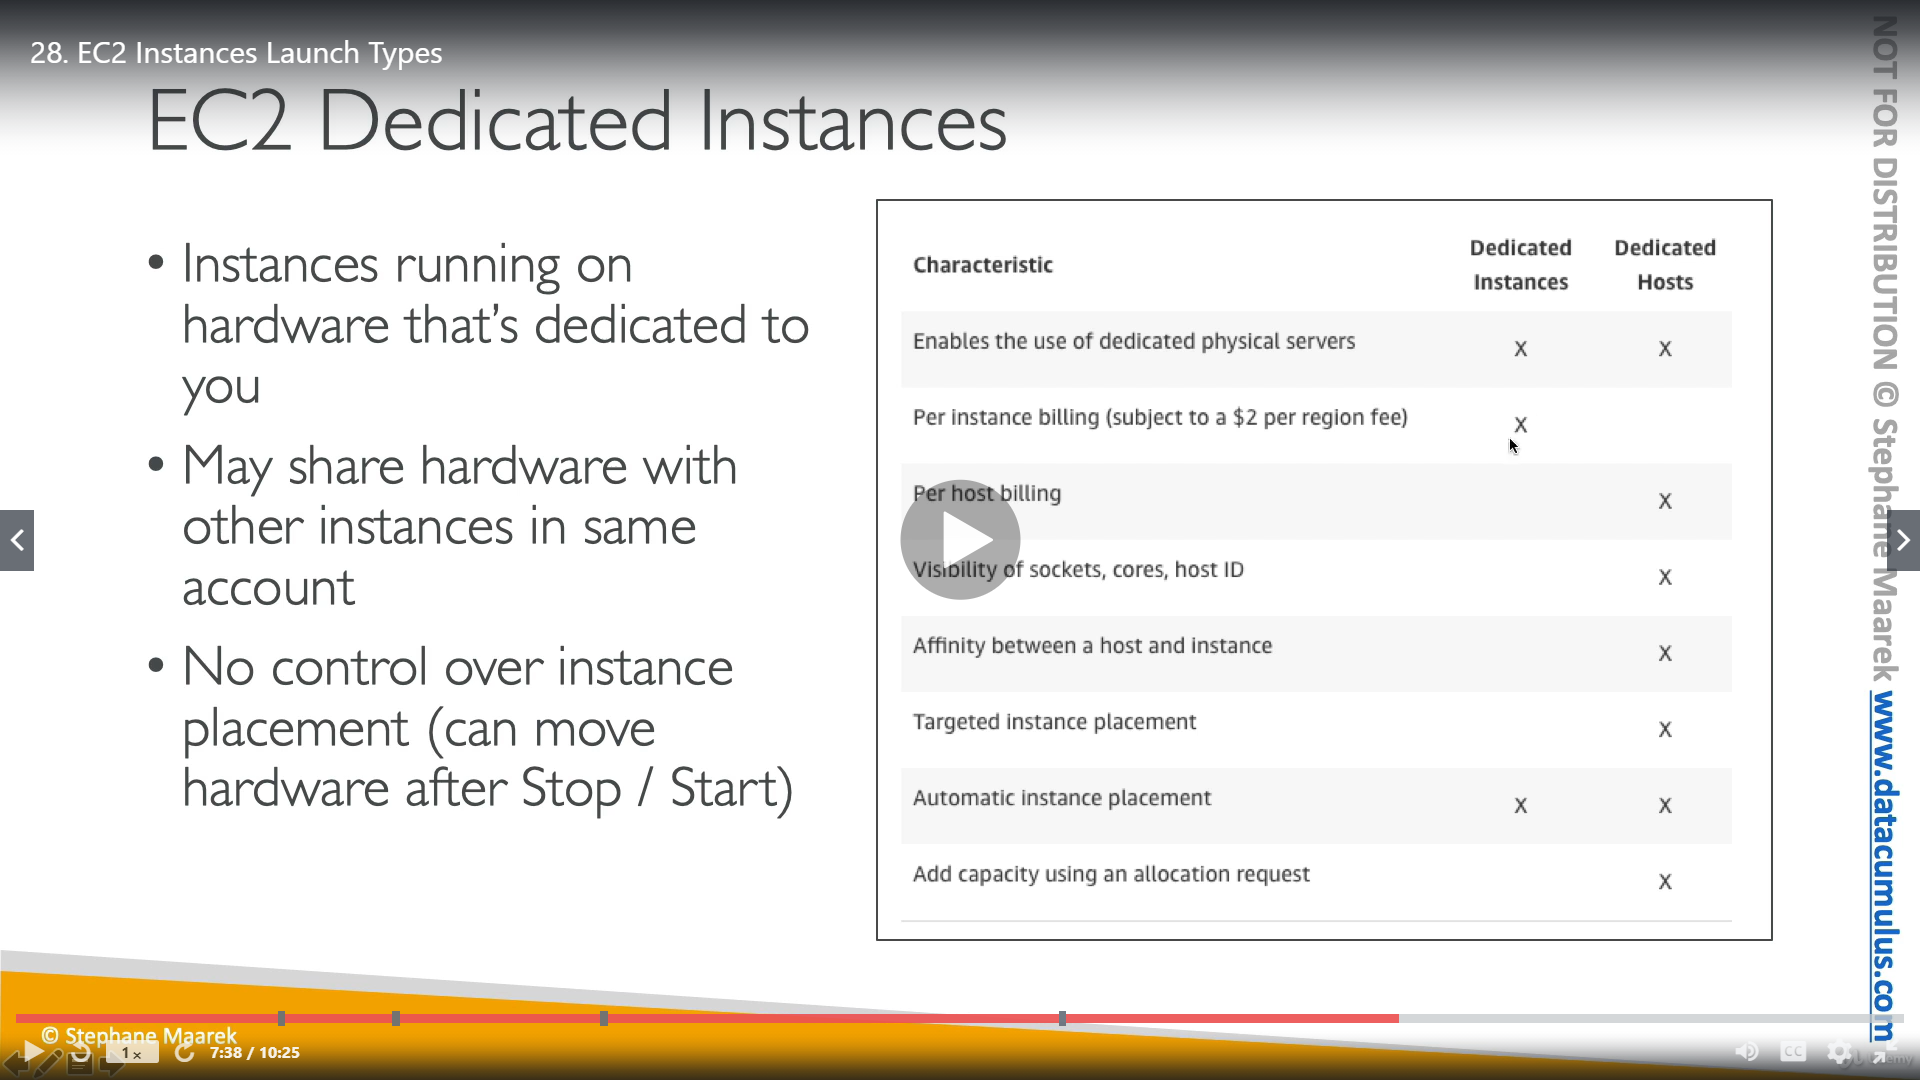 28. EC2 Instances Launch Types
EC2 Dedicated Instances
• Instances running on
hardware that's dedicated to
you
• May share hardware with
other instances in same
account
• No control over instance
placement (can move
hardware after Stop / Start)
Characteristic Dedicated Instances Dedicated Hosts
Enables the use of dedicated physical servers X X
Per instance billing (subject to a $2 per region fee) X
Per host billing X
Visibility of sockets, cores, host ID X
Affinity between a host and instance X
Targeted instance placement X
Automatic instance placement X X
Add capacity using an allocation request X
NOT FOR DISTRIBUTION © Stephane Maarek www.datacumulus.com
© Stephane Maarek
1x 7:38 / 10:25 CC